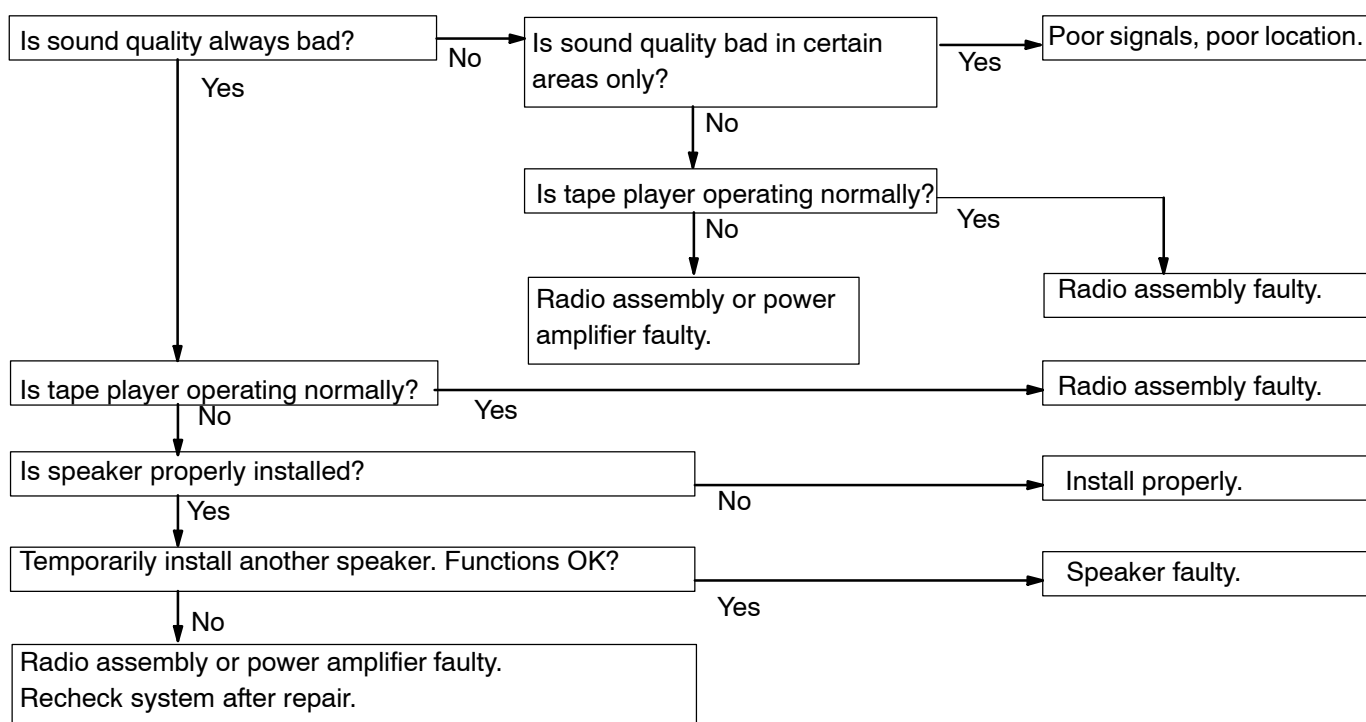 Is sound quality always bad?
No
Is sound quality bad in certain
areas only?
Yes
Poor signals, poor location.
Yes
No
Is tape player operating normally?
Yes
No
Radio assembly or power
amplifier faulty.
Radio assembly faulty.
Is tape player operating normally?
Yes
Radio assembly faulty.
No
Is speaker properly installed?
No
Install properly.
Yes
Temporarily install another speaker. Functions OK?
Yes
Speaker faulty.
No
Radio assembly or power amplifier faulty.
Recheck system after repair.